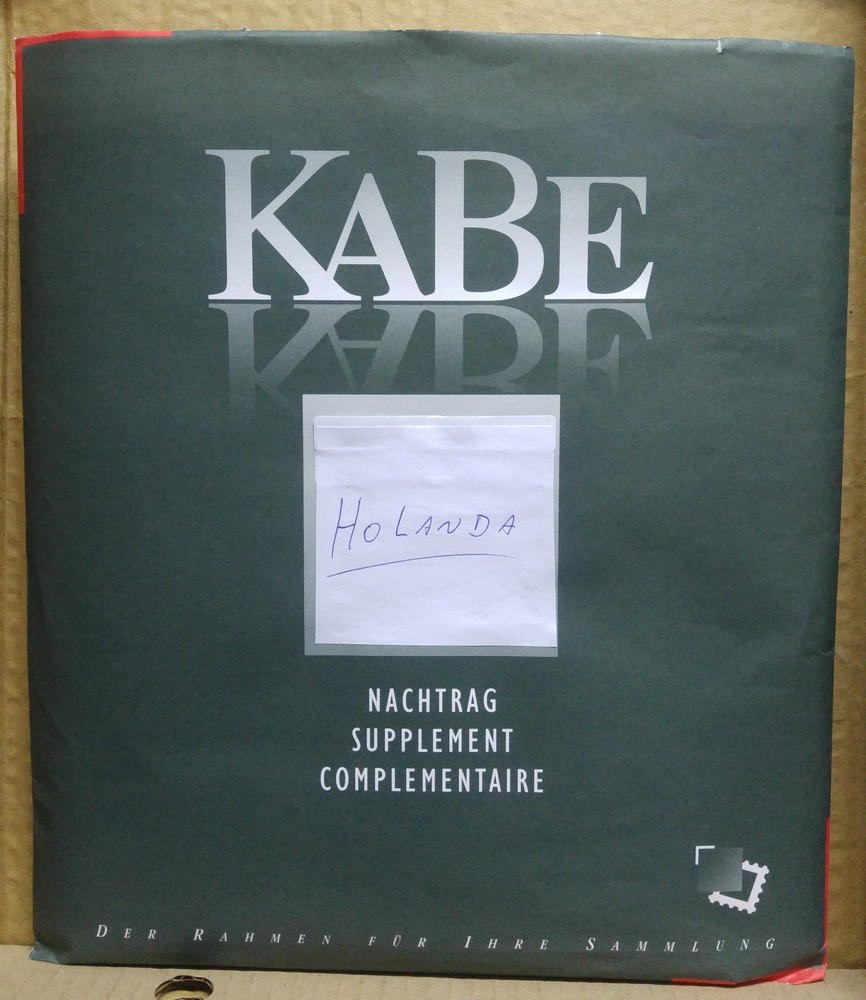 KABE
HOLANDA
NACHTRAG
SUPPLEMENT
COMPLEMENTAIRE
DER RAHMEN FÜR IHRE SAMMLUNG